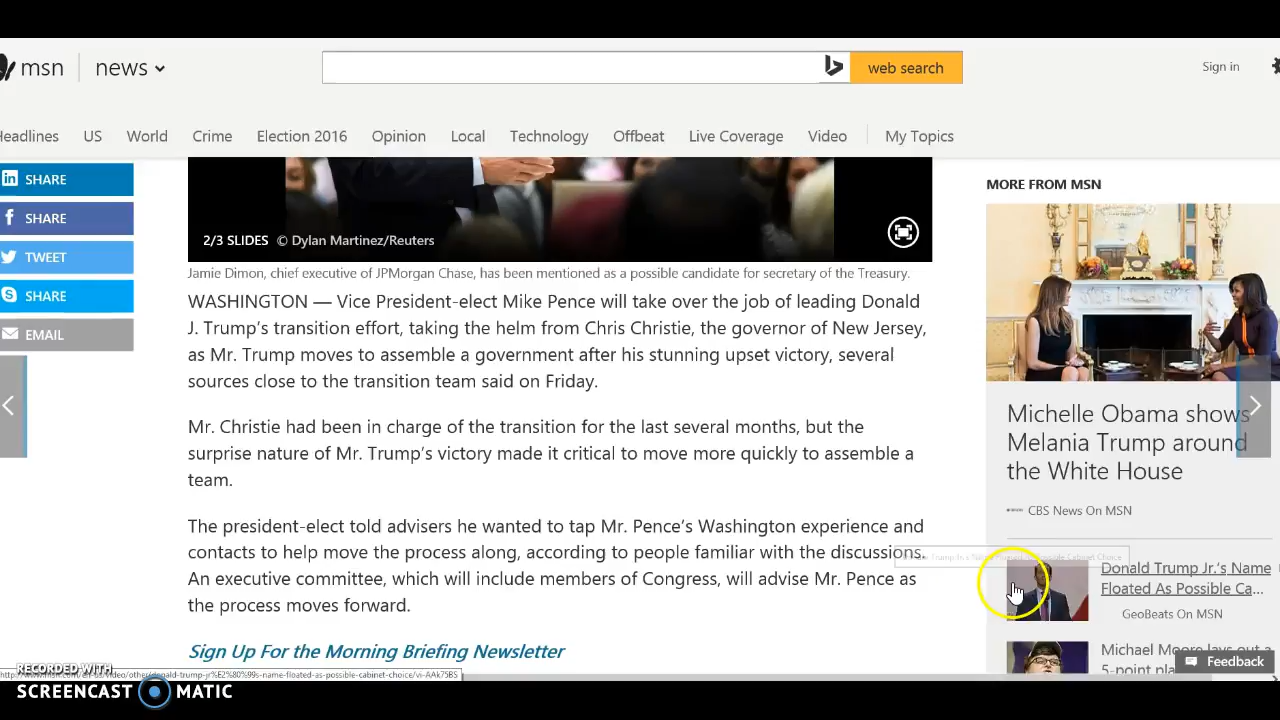 msn news
web search
Sign in
Headlines US World Crime Election 2016 Opinion Local Technology Offbeat Live Coverage Video My Topics
SHARE
SHARE
TWEET
SHARE
EMAIL
2/3 SLIDES © Dylan Martinez/Reuters
Jamie Dimon, chief executive of JPMorgan Chase, has been mentioned as a possible candidate for secretary of the Treasury.
WASHINGTON — Vice President-elect Mike Pence will take over the job of leading Donald
J. Trump's transition effort, taking the helm from Chris Christie, the governor of New Jersey,
as Mr. Trump moves to assemble a government after his stunning upset victory, several
sources close to the transition team said on Friday.
Mr. Christie had been in charge of the transition for the last several months, but the
surprise nature of Mr. Trump's victory made it critical to move more quickly to assemble a
team.
The president-elect told advisers he wanted to tap Mr. Pence's Washington experience and
contacts to help move the process along, according to people familiar with the discussions.
An executive committee, which will include members of Congress, will advise Mr. Pence as
the process moves forward.
Sign Up For the Morning Briefing Newsletter
MORE FROM MSN
Michelle Obama shows
Melania Trump around
the White House
CBS News On MSN
Donald Trump Jr.'s Name
Floated As Possible Ca...
GeoBeats On MSN
Michael Moore lays out a
5-point pla
Feedback
RECORDED WITH
SCREENCAST MATIC